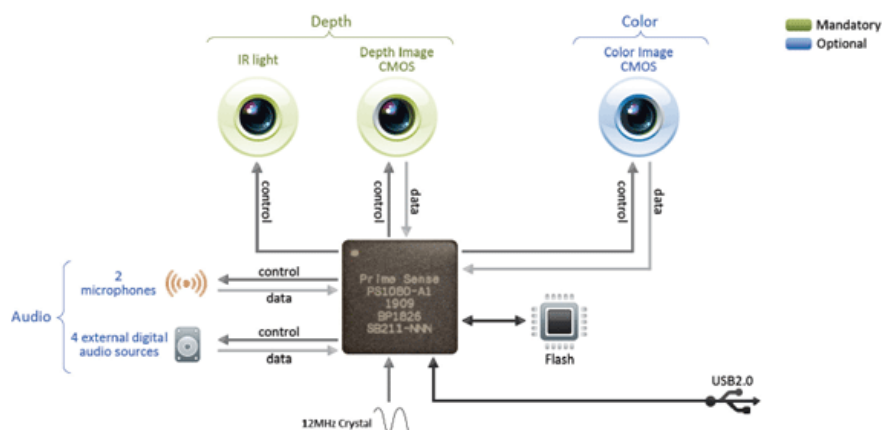 Depth
Color
Mandatory
Optional
IR light
Depth Image
CMOS
Color Image
CMOS
control
control
data
control
data
Audio
2
microphones
control
data
4 external digital
audio sources
control
data
Prime Sense
PS1080-A1
1909
BP1826
SB211-NNN
Flash
12MHz Crystal
USB2.0